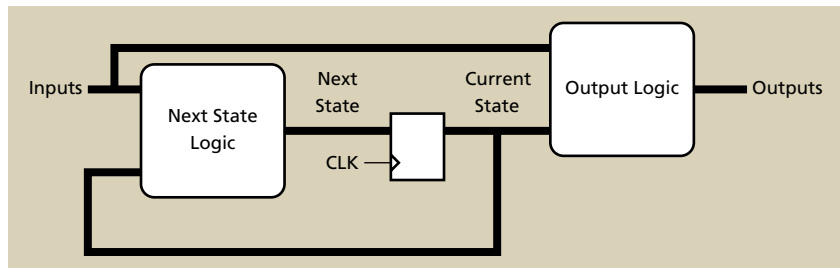 Inputs
Next State
Logic
Next
State
CLK
Current
State
Output Logic
Outputs